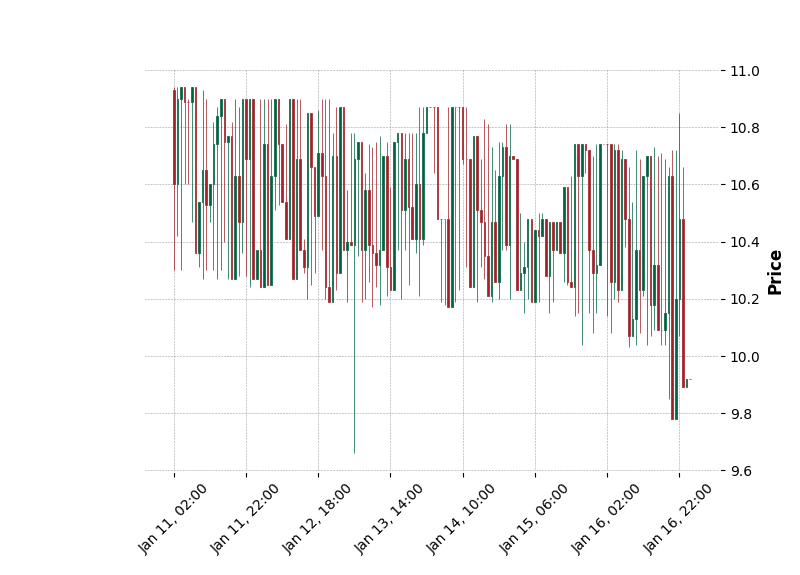 11.0
10.8
10.6
10.4
10.2
10.0
9.8
9.6
Price
Jan 11, 02:00
Jan 11, 22:00
Jan 12, 18:00
Jan 13, 14:00
Jan 14, 10:00
Jan 15, 06:00
Jan 16, 02:00
Jan 16, 22:00